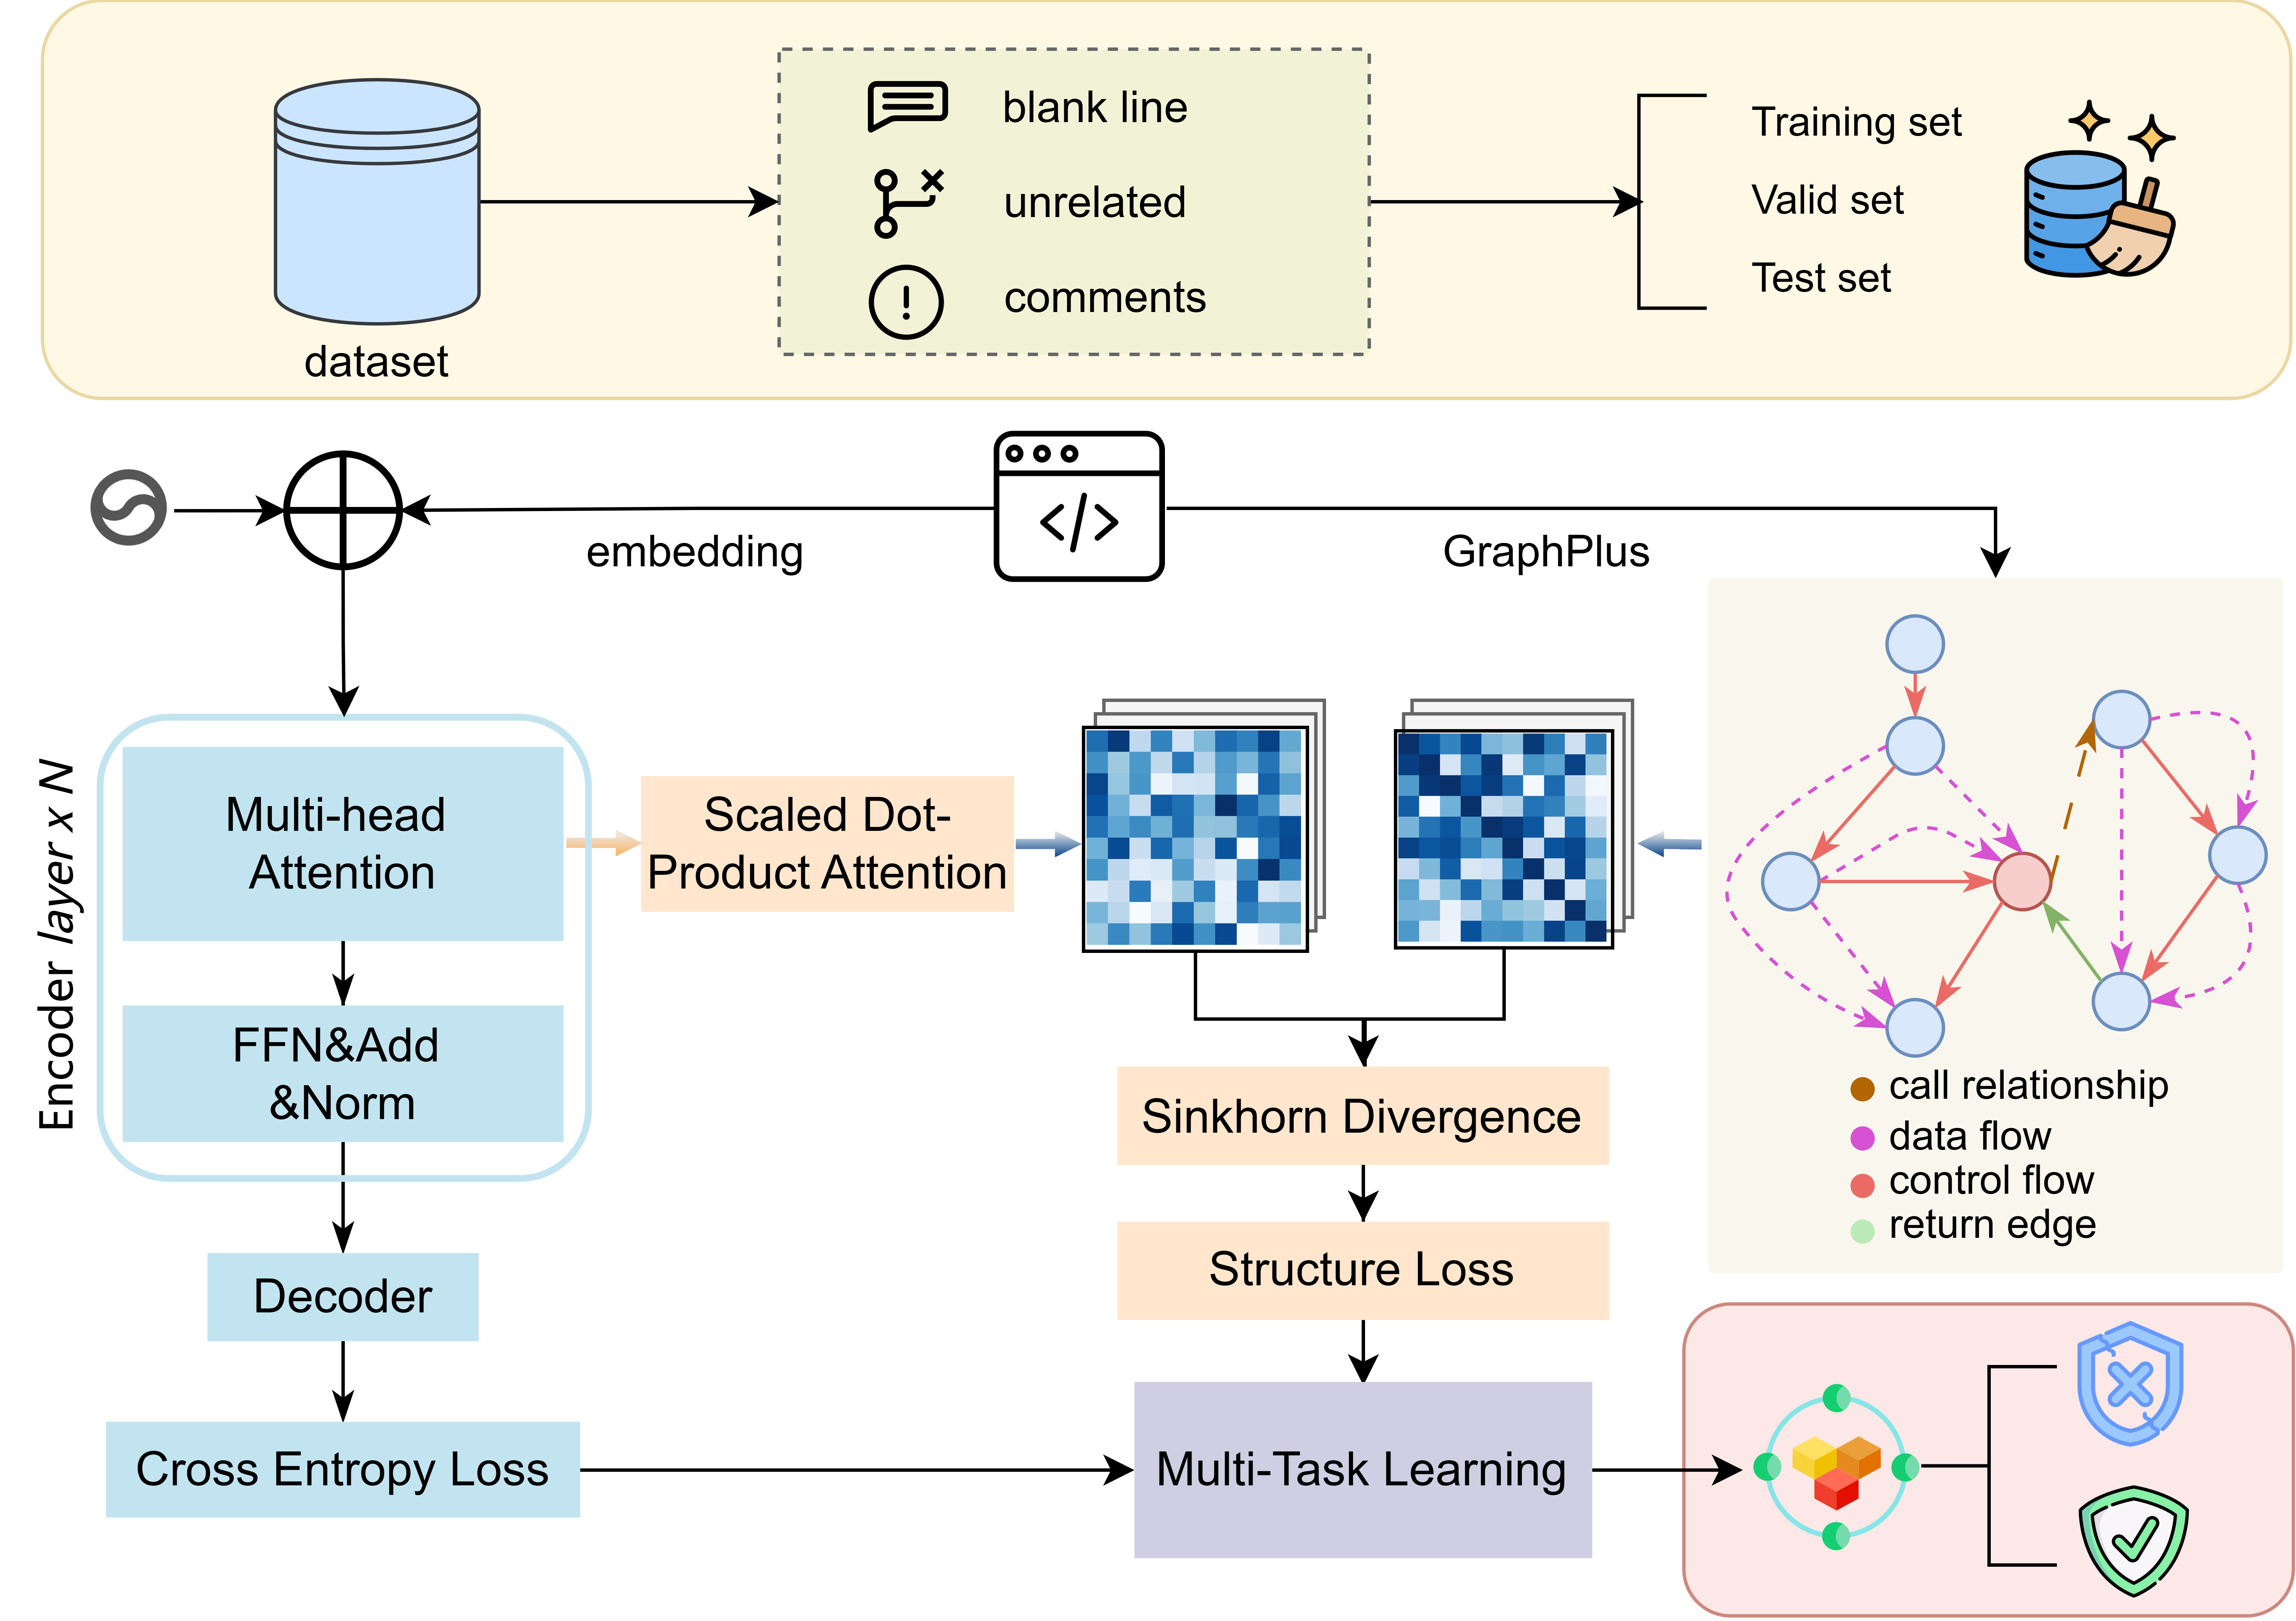 blank line
unrelated
comments
dataset
Training set
Valid set
Test set
embedding
GraphPlus
</>
Encoder layer x N
Multi-head
Attention
FFN&Add
&Norm
Scaled Dot-
Product Attention
Sinkhorn Divergence
Structure Loss
call relationship
data flow
control flow
return edge
Decoder
Cross Entropy Loss
Multi-Task Learning